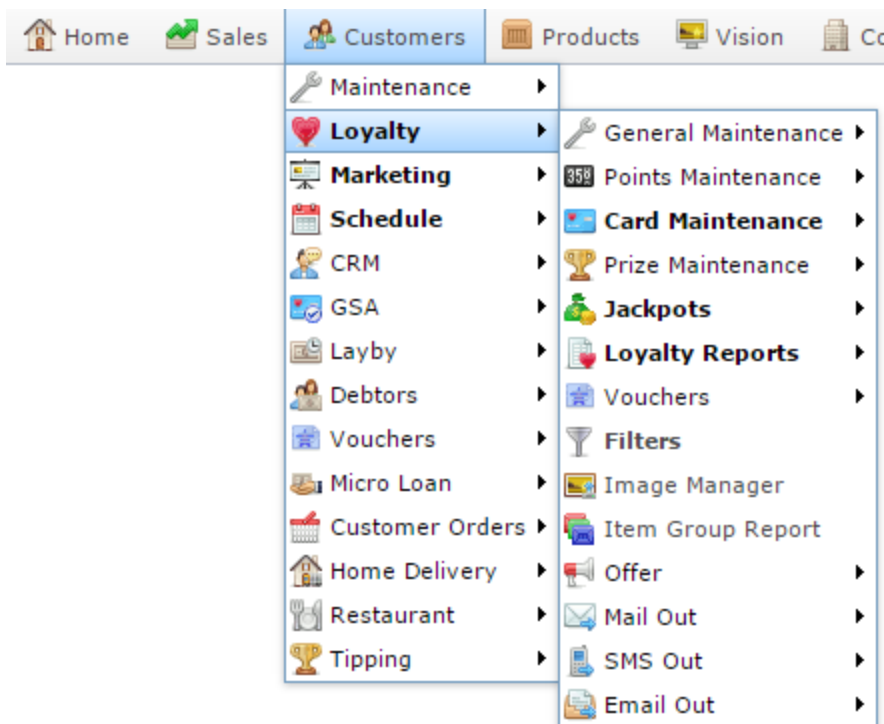 Home Sales Customers Products Vision
Maintenance
Loyalty
Marketing
Schedule
CRM
GSA
Layby
Debtors
Vouchers
Micro Loan
Customer Orders
Home Delivery
Restaurant
Tipping
General Maintenance
Points Maintenance
Card Maintenance
Prize Maintenance
Jackpots
Loyalty Reports
Vouchers
Filters
Image Manager
Item Group Report
Offer
Mail Out
SMS Out
Email Out